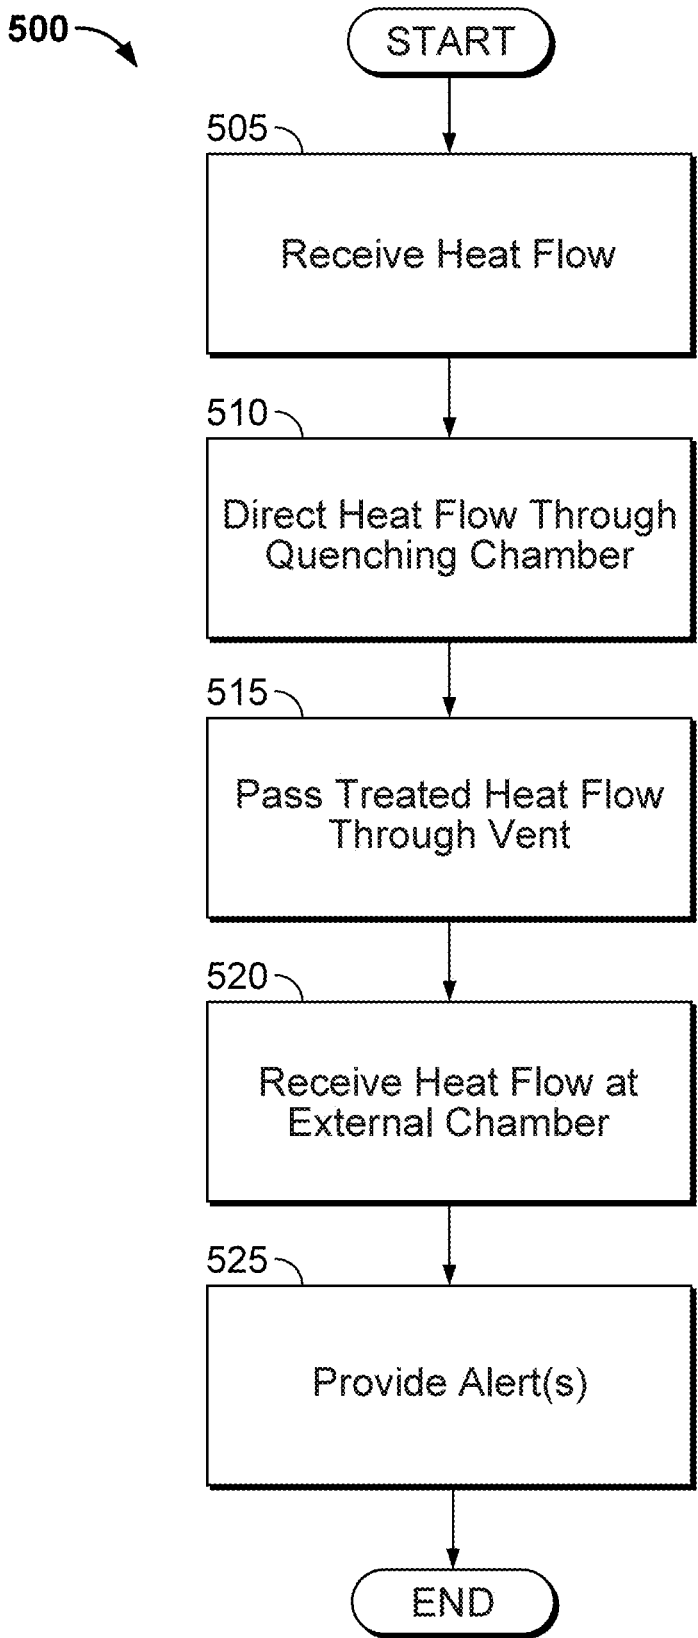 500
START
505
Receive Heat Flow
510
Direct Heat Flow Through
Quenching Chamber
515
Pass Treated Heat Flow
Through Vent
520
Receive Heat Flow at
External Chamber
525
Provide Alert(s)
END